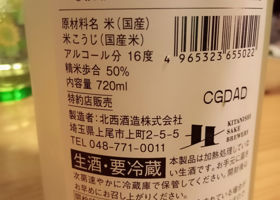 原材料名 米(国産)
米こうじ(国産米)
アルコール分 16度
精米歩合 50%
内容量 720ml
特約店販売
製造者:北西酒造株式会社
埼玉県上尾市上町2-5-5
TEL 048-771-0011
4 965323 655022
CGPAD
KITANISHI
SAKE
BREWERY
生酒・要冷蔵
本製品は加熱処理していない
生酒です。お手元に届き
次第速やかに冷蔵庫で保管して下さい。開封後は
お早めにお召し上がりください。